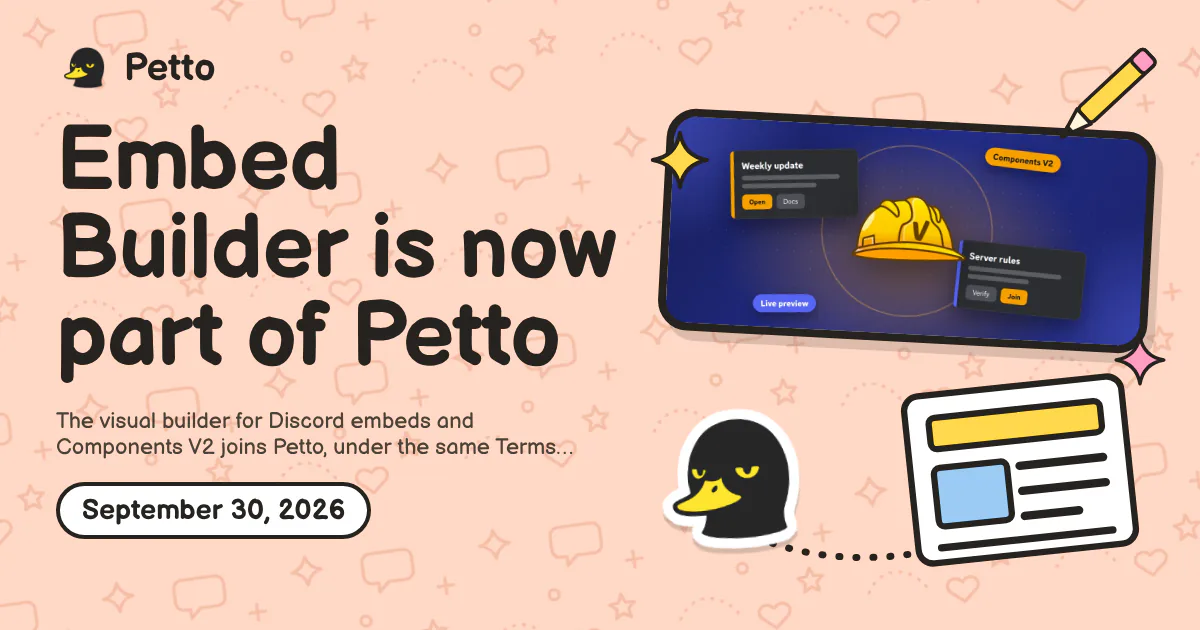 Petto
Embed
Builder is now
part of Petto
The visual builder for Discord embeds and
Components V2 joins Petto, under the same Terms...
September 30, 2026
Components V2
Weekly update
Open
Docs
V
Server rules
Verify
Join
Live preview